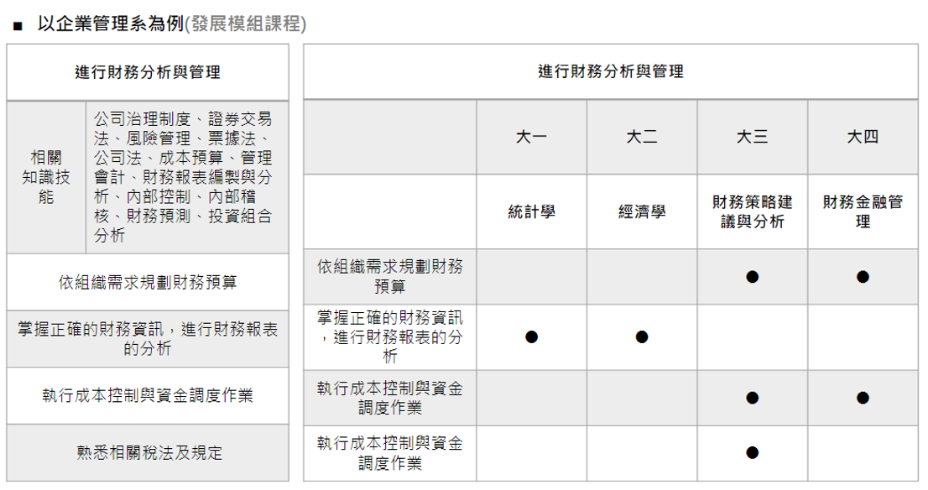 ■ 以企業管理系為例(發展模組課程)
進行財務分析與管理
相關
知識技
能
公司治理制度、證券交易
法、風險管理、票據法、
公司法、成本預算、管理
會計、財務報表編製與分
析、內部控制、內部稽
核、財務預測、投資組合
分析
依組織需求規劃財務預算
掌握正確的財務資訊,進行財務報表
的分析
執行成本控制與資金調度作業
熟悉相關稅法及規定
進行財務分析與管理
大一 大二 大三 大四
統計學 經濟學 財務策略建
議與分析 財務金融管
理
依組織需求規劃財務
預算 ● ●
掌握正確的財務資訊
,進行財務報表的分
析 ● ●
執行成本控制與資金
調度作業 ● ●
執行成本控制與資金
調度作業 ●